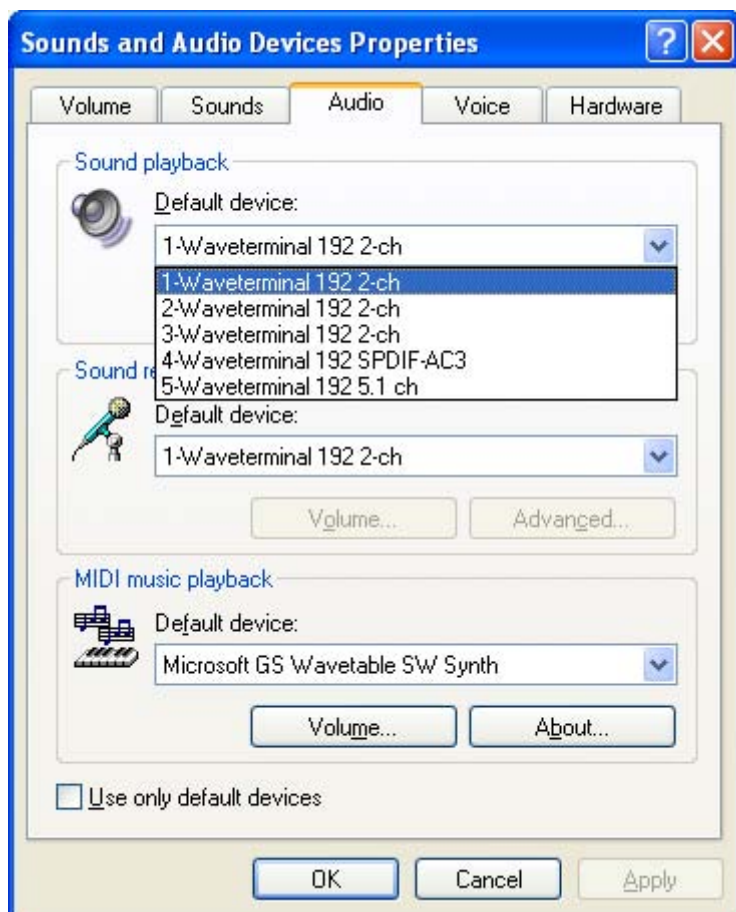 Sounds and Audio Devices Properties
Volume Sounds Audio Voice Hardware
Sound playback
Default device:
1-Waveterminal 192 2-ch
1-Waveterminal 192 2-ch
2-Waveterminal 192 2-ch
3-Waveterminal 192 2-ch
4-Waveterminal 192 SPDIF-AC3
5-Waveterminal 192 5.1 ch
Sound
Default device:
1-Waveterminal 192 2-ch
Volume... Advanced...
MIDI music playback
Default device:
Microsoft GS Wavetable SW Synth
Volume... About...
Use only default devices
OK Cancel Apply